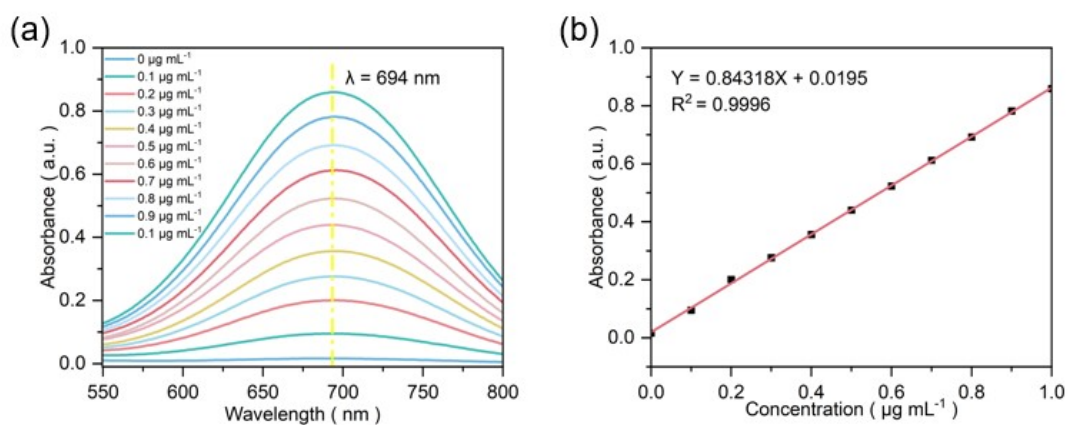 (a)
1.0
0.8
0.6
0.4
0.2
0.0
Absorbance ( a.u. )
0 μg mL⁻¹
0.1 μg mL⁻¹
0.2 μg mL⁻¹
0.3 μg mL⁻¹
0.4 μg mL⁻¹
0.5 μg mL⁻¹
0.6 μg mL⁻¹
0.7 μg mL⁻¹
0.8 μg mL⁻¹
0.9 μg mL⁻¹
0.1 μg mL⁻¹
λ = 694 nm
550 600 650 700 750 800
Wavelength ( nm )
(b)
1.0
0.8
0.6
0.4
0.2
0.0
Absorbance ( a.u. )
Y = 0.84318X + 0.0195
R² = 0.9996
0.0 0.2 0.4 0.6 0.8 1.0
Concentration ( μg mL⁻¹ )